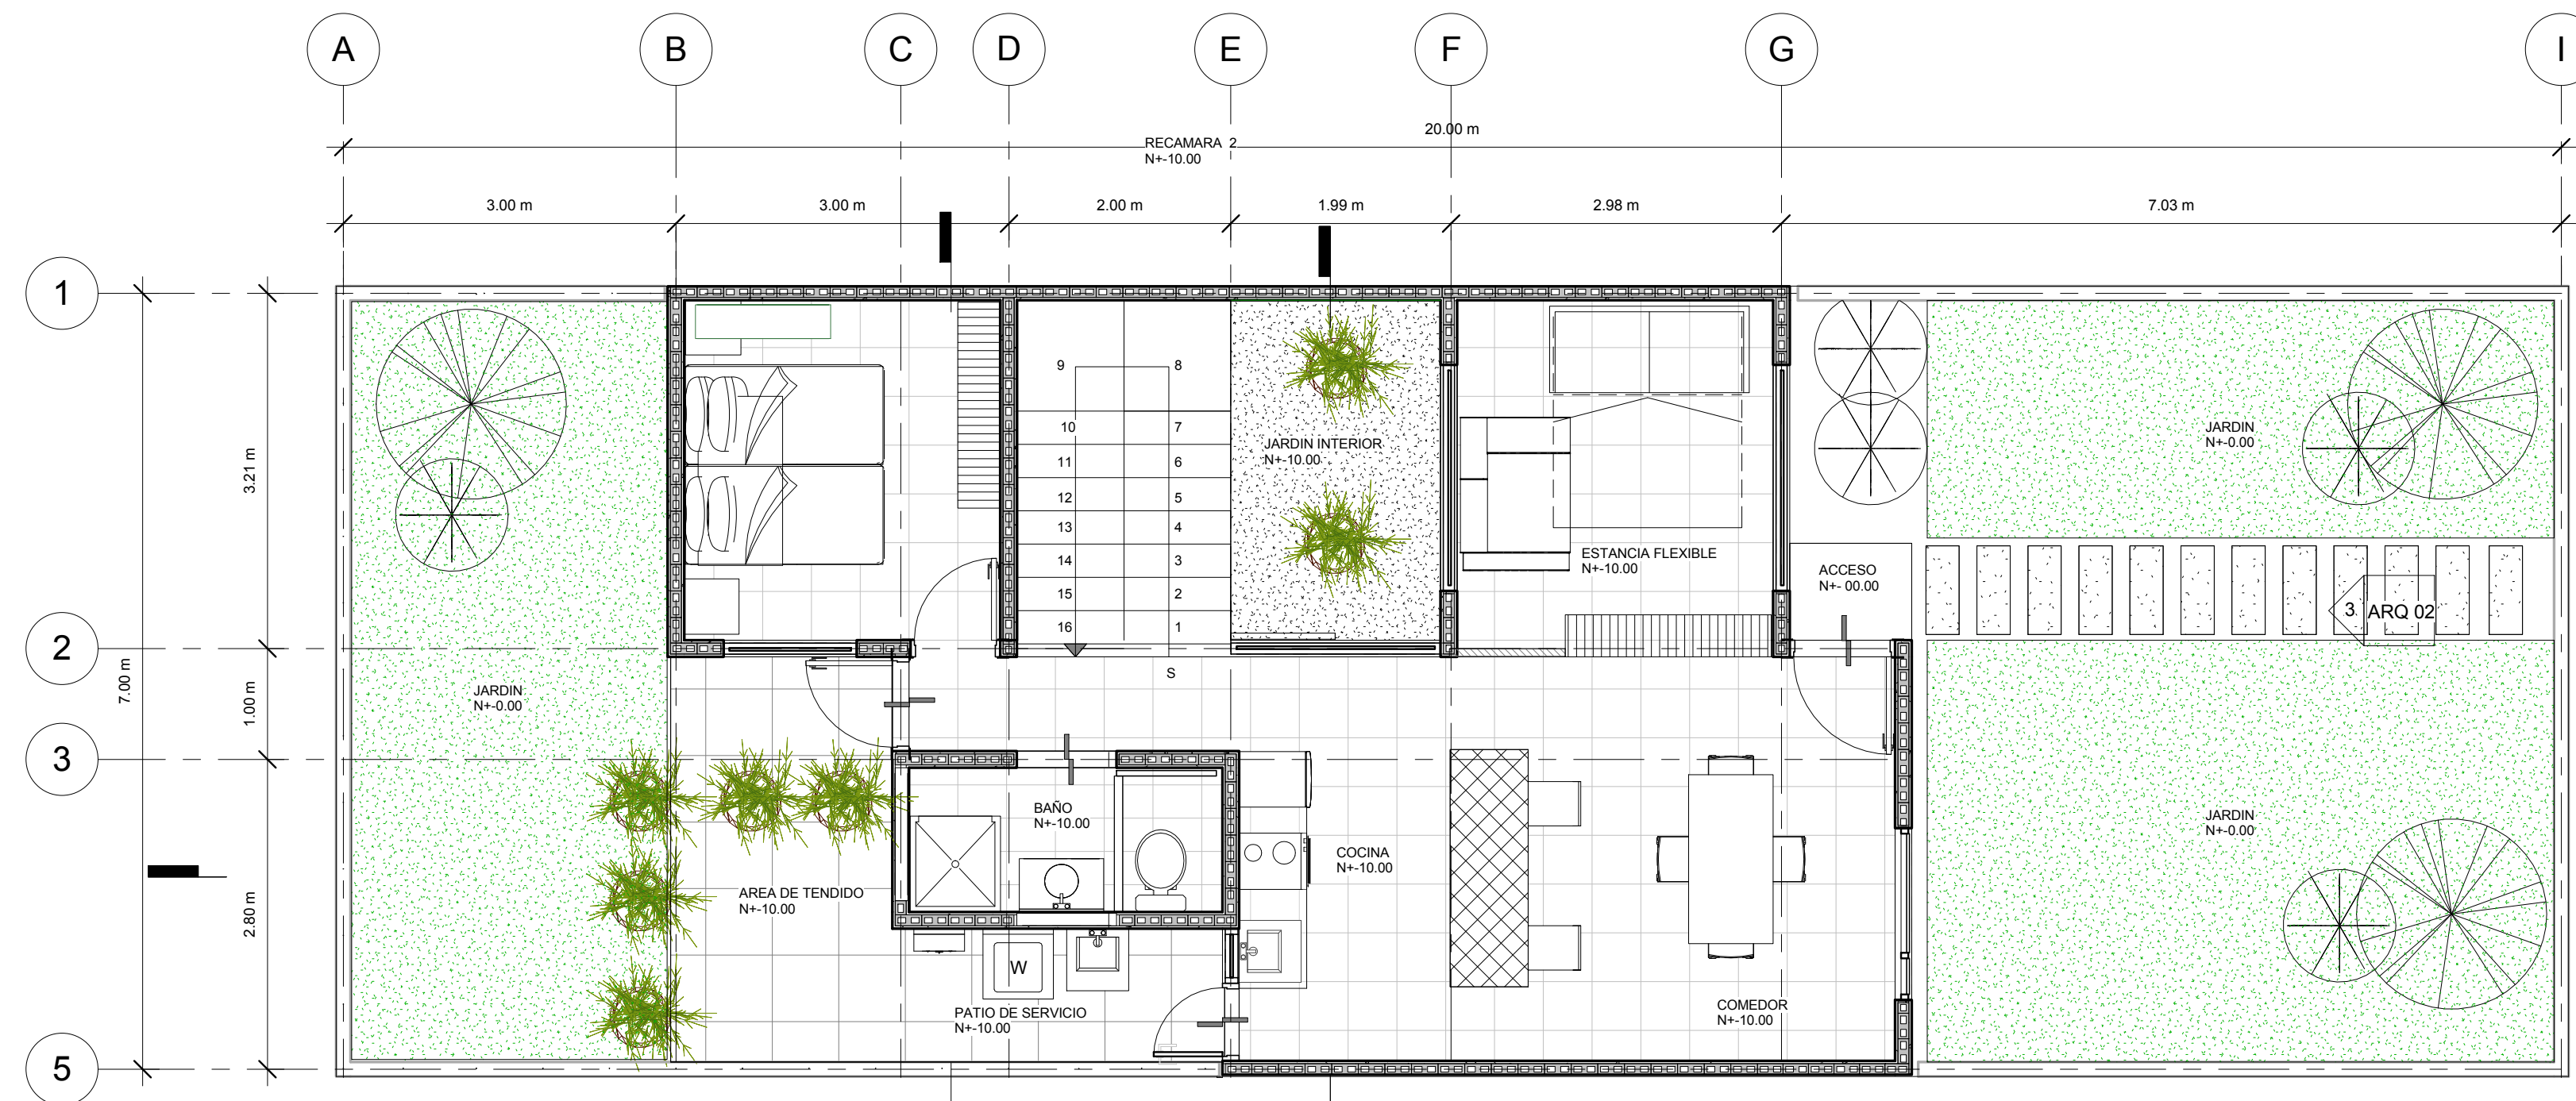 A B C D E F G I
20.00 m
RECAMARA 2
N+-10.00
3.00 m 3.00 m 2.00 m 1.99 m 2.98 m 7.03 m
1
2
3
5
7.00 m
3.21 m
1.00 m
2.80 m
9 8
10 7
11 6
12 5
13 4
14 3
15 2
16 1
S
JARDIN INTERIOR
N+-10.00
ESTANCIA FLEXIBLE
N+-10.00
ACCESO
N+- 00.00
JARDIN
N+-0.00
3 ARQ 02
JARDIN
N+-0.00
BAÑO
N+-10.00
COCINA
N+-10.00
JARDIN
N+-0.00
AREA DE TENDIDO
N+-10.00
W
PATIO DE SERVICIO
N+-10.00
COMEDOR
N+-10.00